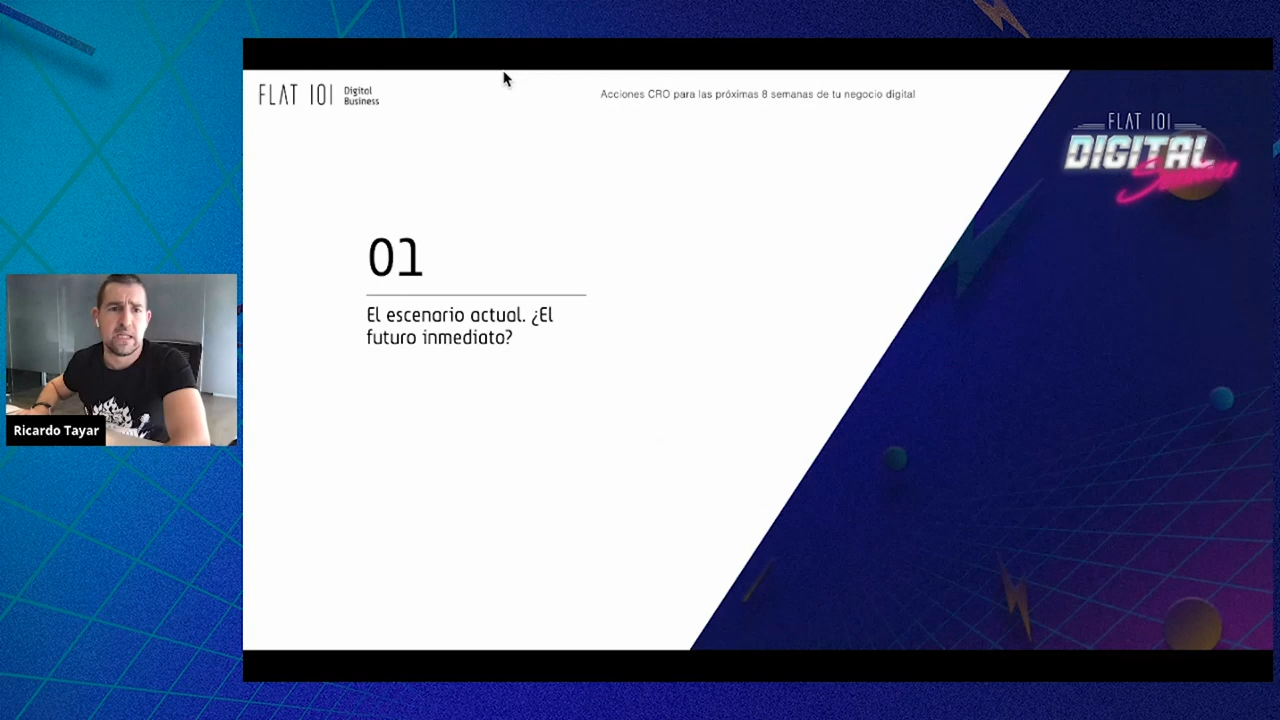 FLAT 101
Digital
Business
Acciones CRO para las próximas 8 semanas de tu negocio digital
FLAT 101
DIGITAL
01
El escenario actual. ¿El
futuro inmediato?
Ricardo Tayar